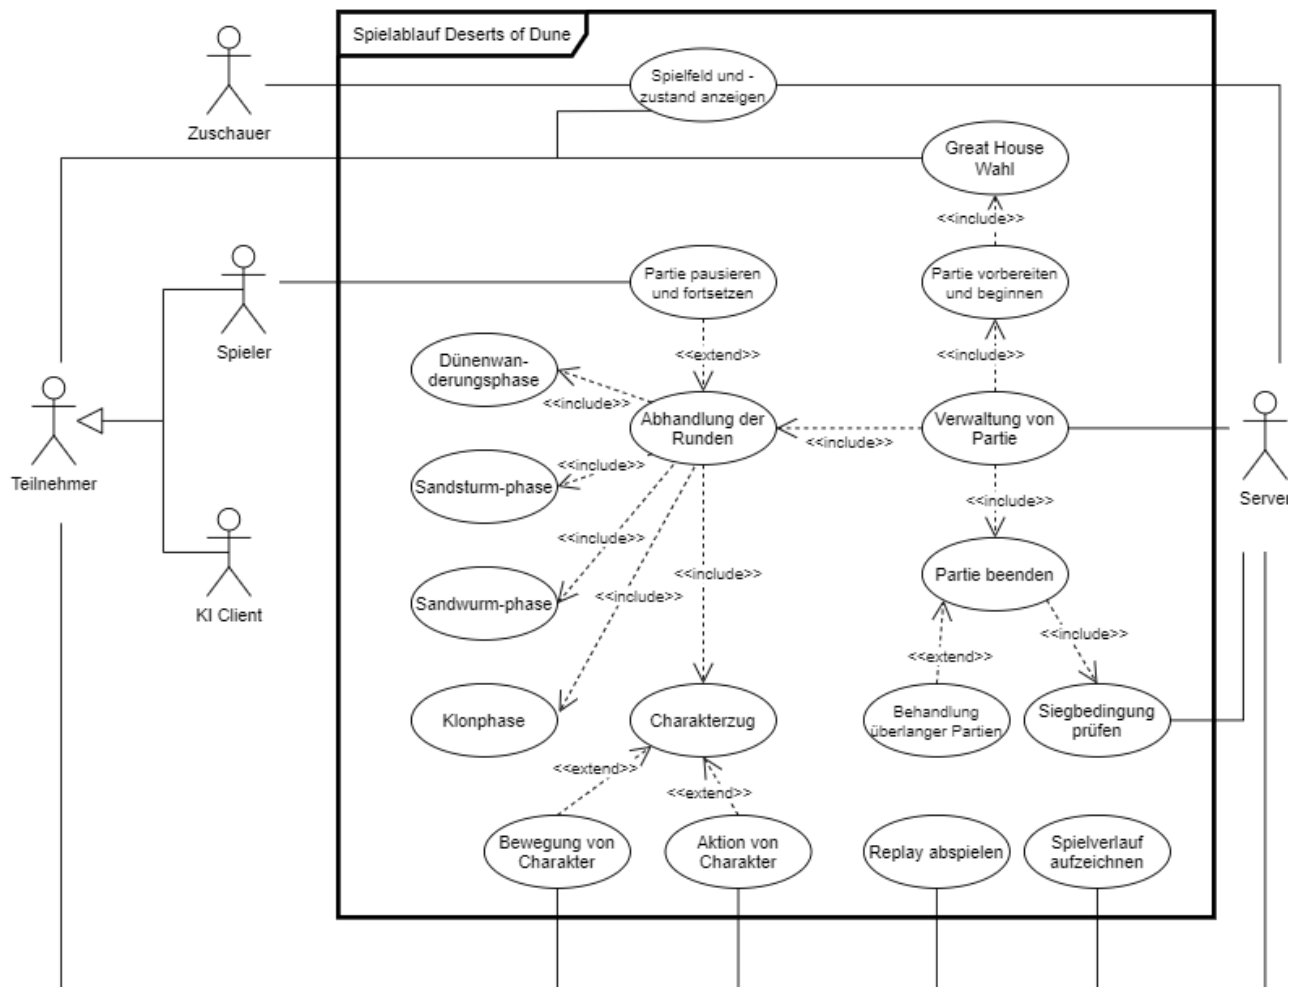 Spielablauf Deserts of Dune
Spielfeld und -
zustand anzeigen
Zuschauer
Great House
Wahl
<<include>>
Partie pausieren
und fortsetzen
Partie vorbereiten
und beginnen
Spieler
<<extend>>
<<include>>
Dünenwan-
derungsphase
<<include>>
Abhandlung der
Runden
<<include>>
Verwaltung von
Partie
Teilnehmer
Server
<<include>>
Sandsturm-phase
<<include>>
<<include>>
<<include>>
Partie beenden
<<include>>
Sandwurm-phase
KI Client
<<include>>
<<extend>>
Klonphase
Charakterzug
Behandlung
überlanger Partien
Siegbedingung
prüfen
<<extend>>
<<extend>>
Bewegung von
Charakter
Aktion von
Charakter
Replay abspielen
Spielverlauf
aufzeichnen